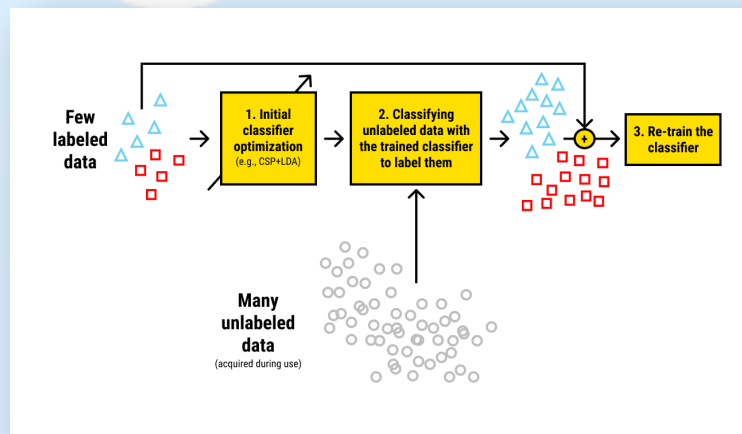 Few
labeled
data
1. Initial
classifier
optimization
(e.g., CSP+LDA)
2. Classifying
unlabeled data with
the trained classifier
to label them
+
3. Re-train the
classifier
Many
unlabeled
data
(acquired during use)